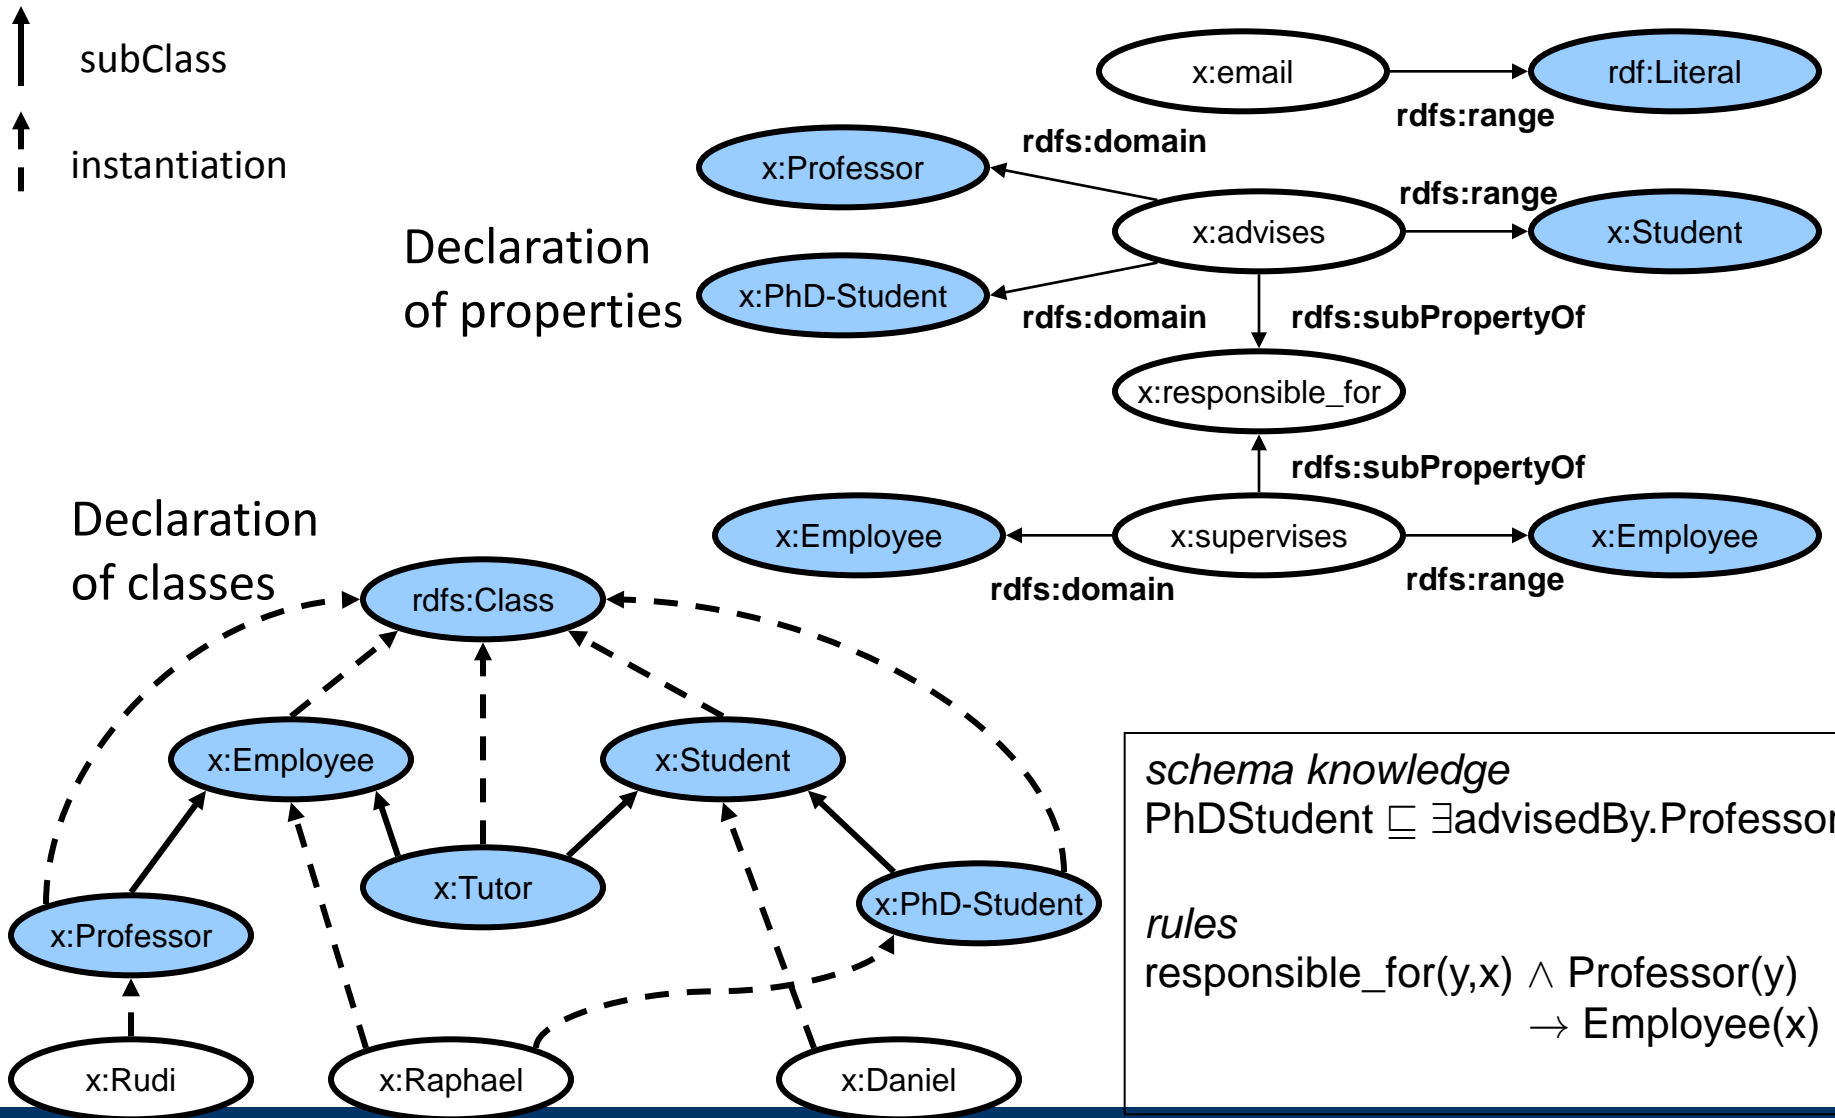 subClass
instantiation
x:email
rdf:Literal
rdfs:range
rdfs:domain
x:Professor
rdfs:range
x:advises
x:Student
Declaration
of properties
x:PhD-Student
rdfs:domain
rdfs:subPropertyOf
x:responsible_for
rdfs:subPropertyOf
x:Employee
x:supervises
x:Employee
rdfs:domain
rdfs:range
Declaration
of classes
rdfs:Class
x:Employee
x:Student
x:Tutor
x:PhD-Student
x:Professor
x:Rudi
x:Raphael
x:Daniel
schema knowledge
PhDStudent ⊑ ∃advisedBy.Professor
rules
responsible_for(y,x) ∧ Professor(y)
→ Employee(x)